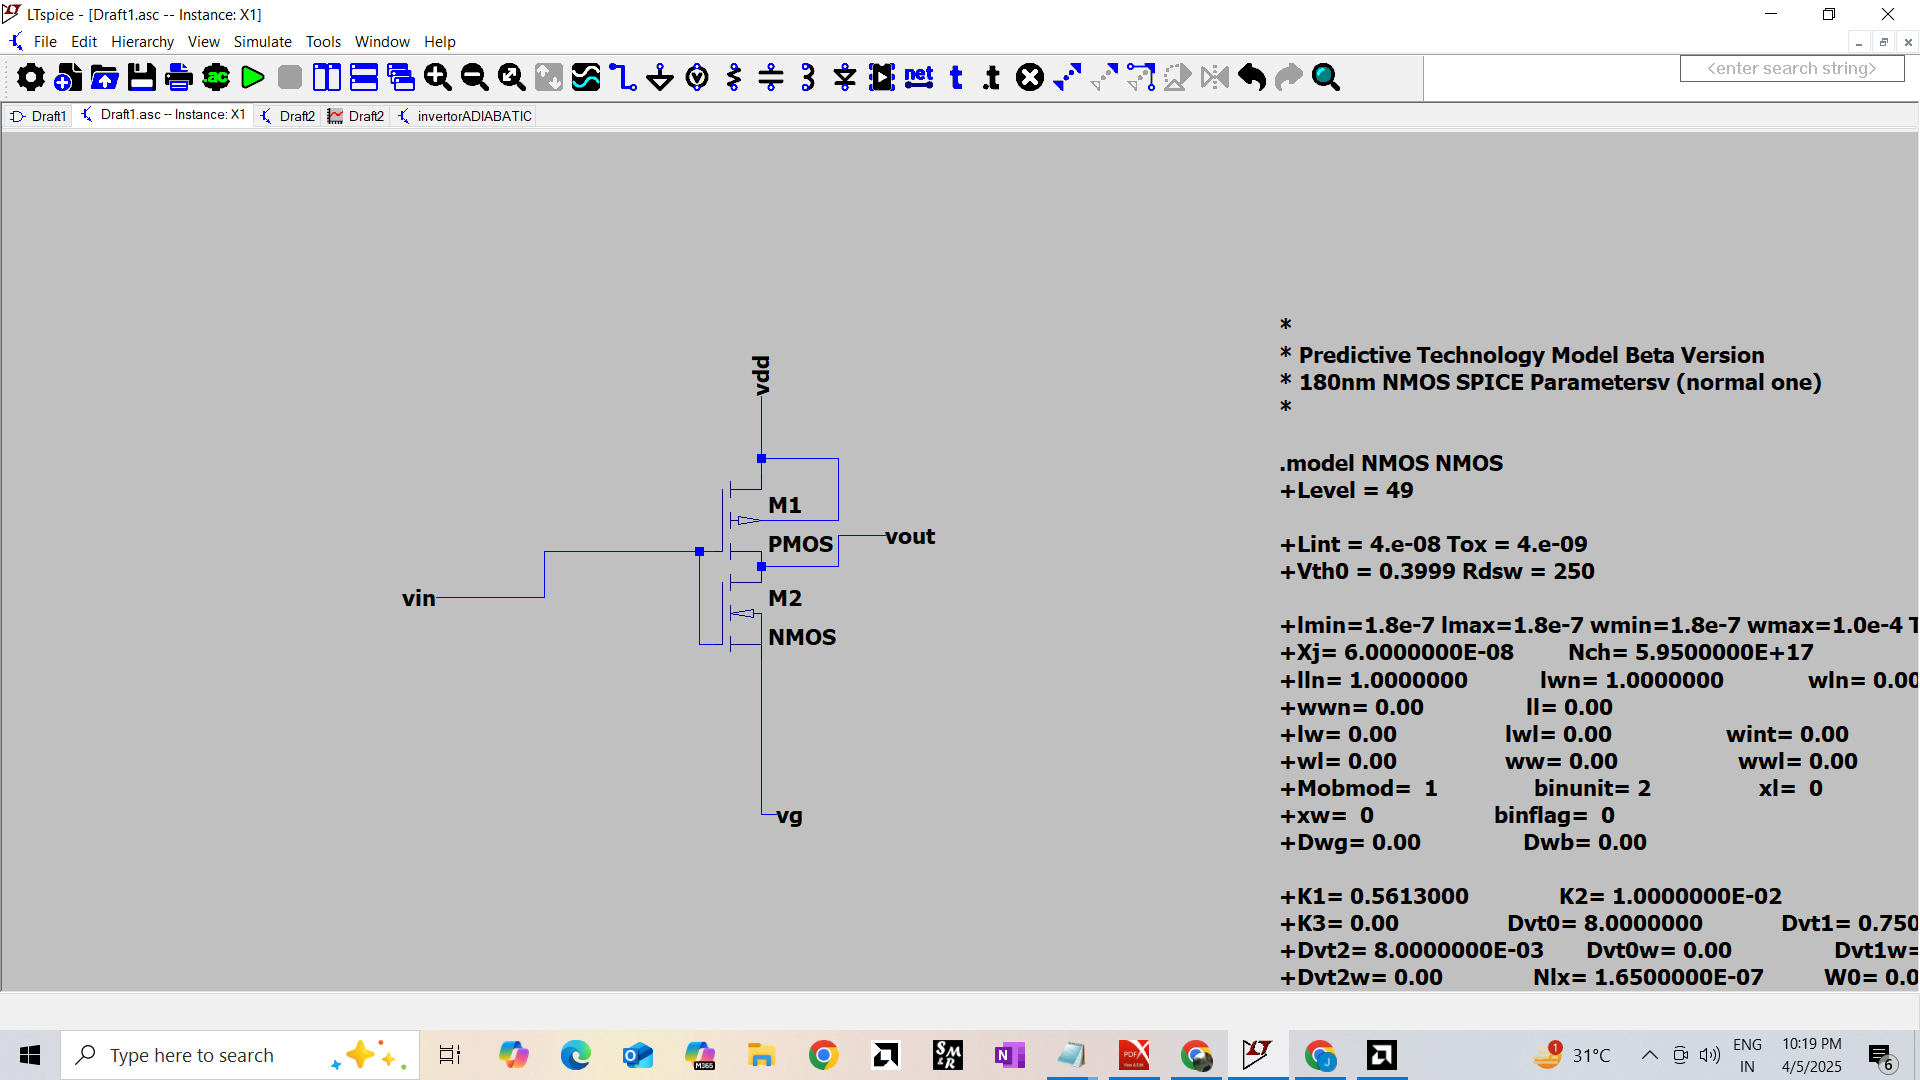 LTspice - [Draft1.asc -- Instance: X1]
File Edit Hierarchy View Simulate Tools Window Help
.ac net t .t
<enter search string>
Draft1 Draft1.asc -- Instance: X1 Draft2 Draft2 invertorADIABATIC
vdd
M1
PMOS
vout
vin
M2
NMOS
vg
*
* Predictive Technology Model Beta Version
* 180nm NMOS SPICE Parametersv (normal one)
*
.model NMOS NMOS
+Level = 49
+Lint = 4.e-08 Tox = 4.e-09
+Vth0 = 0.3999 Rdsw = 250
+lmin=1.8e-7 lmax=1.8e-7 wmin=1.8e-7 wmax=1.0e-4 T
+Xj= 6.0000000E-08 Nch= 5.9500000E+17
+lln= 1.0000000 lwn= 1.0000000 wln= 0.00
+wwn= 0.00 ll= 0.00
+lw= 0.00 lwl= 0.00 wint= 0.00
+wl= 0.00 ww= 0.00 wwl= 0.00
+Mobmod= 1 binunit= 2 xl= 0
+xw= 0 binflag= 0
+Dwg= 0.00 Dwb= 0.00
+K1= 0.5613000 K2= 1.0000000E-02
+K3= 0.00 Dvt0= 8.0000000 Dvt1= 0.750
+Dvt2= 8.0000000E-03 Dvt0w= 0.00 Dvt1w=
+Dvt2w= 0.00 Nlx= 1.6500000E-07 W0= 0.0
Type here to search
M365
SM
&R
N
PDF
J
1
31°C
ENG
IN
10:19 PM
4/5/2025
6